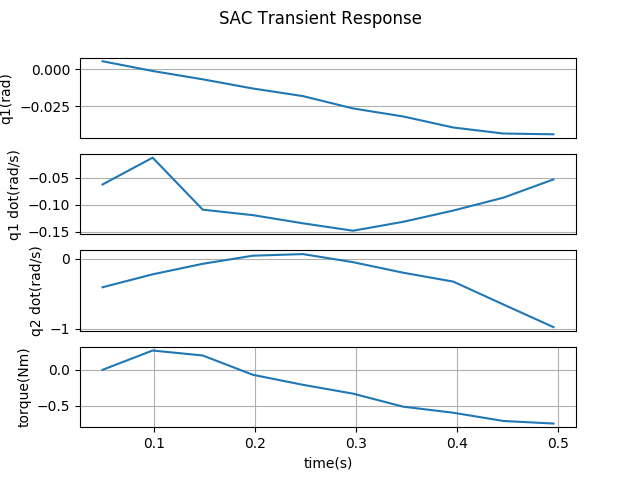 SAC Transient Response
q1(rad)
0.000
−0.025
q1 dot(rad/s)
−0.05
−0.10
−0.15
q2 dot(rad/s)
0
−1
torque(Nm)
0.0
−0.5
0.1 0.2 0.3 0.4 0.5
time(s)